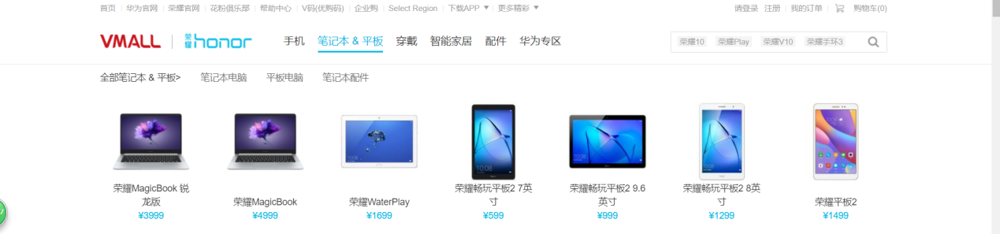 首页 华为官网 荣耀官网 花粉俱乐部 帮助中心 V码(优购码) 企业购 Select Region 下载APP 更多精彩 请登录 注册 我的订单 购物车(0)
VMALL 荣耀 honor 手机 笔记本 & 平板 穿戴 智能家居 配件 华为专区 荣耀10 荣耀Play 荣耀V10 荣耀手环3
全部笔记本 & 平板> 笔记本电脑 平板电脑 笔记本配件
荣耀MagicBook 锐
龙版
¥3999
荣耀MagicBook
¥4999
荣耀WaterPlay
¥1699
荣耀畅玩平板2 7英
寸
¥599
荣耀畅玩平板2 9.6
英寸
¥999
荣耀畅玩平板2 8英
寸
¥1299
荣耀平板2
¥1499